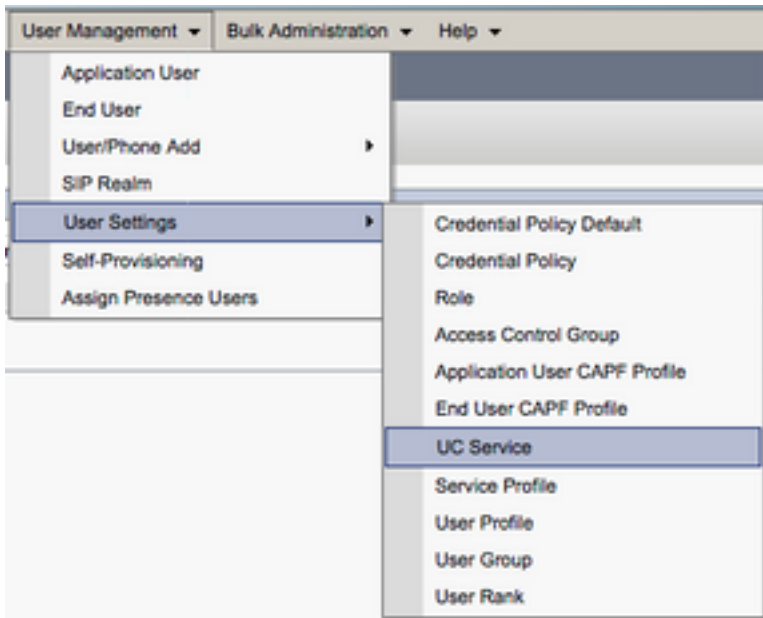 User Management Bulk Administration Help
Application User
End User
User/Phone Add
SIP Realm
User Settings
Self-Provisioning
Assign Presence Users
Credential Policy Default
Credential Policy
Role
Access Control Group
Application User CAPF Profile
End User CAPF Profile
UC Service
Service Profile
User Profile
User Group
User Rank